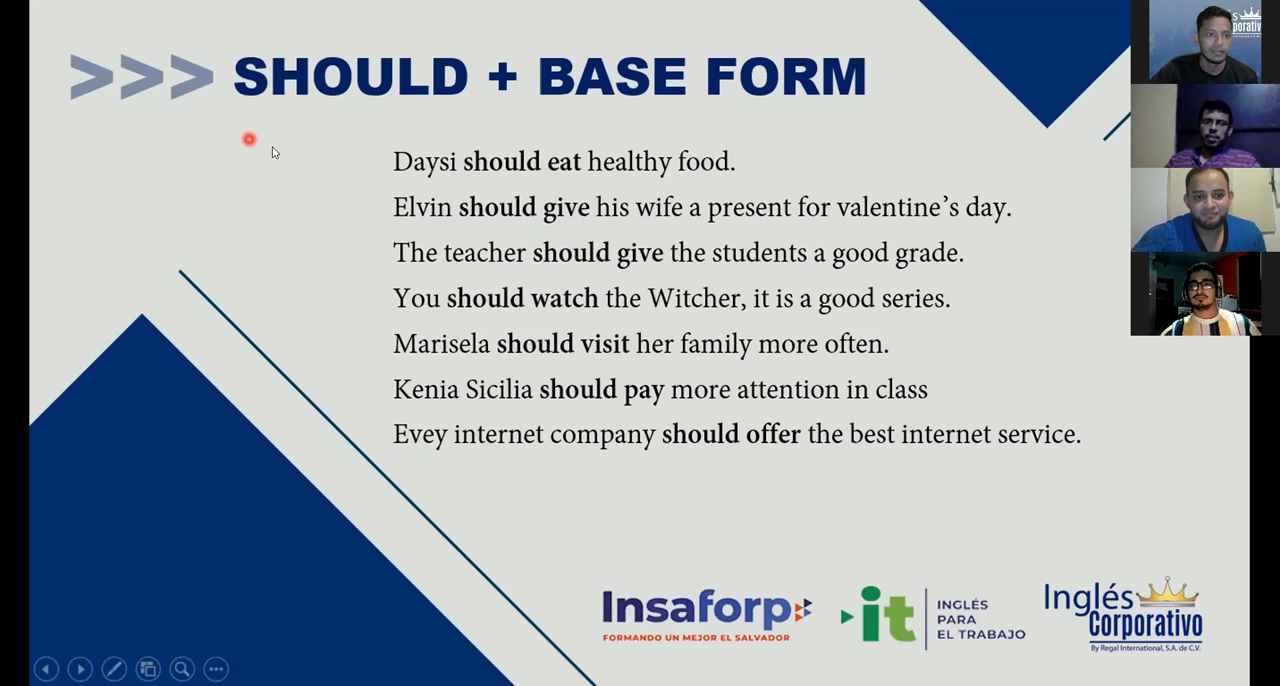 >>> SHOULD + BASE FORM
Daysi should eat healthy food.
Elvin should give his wife a present for valentine’s day.
The teacher should give the students a good grade.
You should watch the Witcher, it is a good series.
Marisela should visit her family more often.
Kenia Sicilia should pay more attention in class
Evey internet company should offer the best internet service.
Insaforp
FORMANDO UN MEJOR EL SALVADOR
it
INGLÉS
PARA
EL TRABAJO
Inglés
Corporativo
By Regal International, S.A. de C.V.